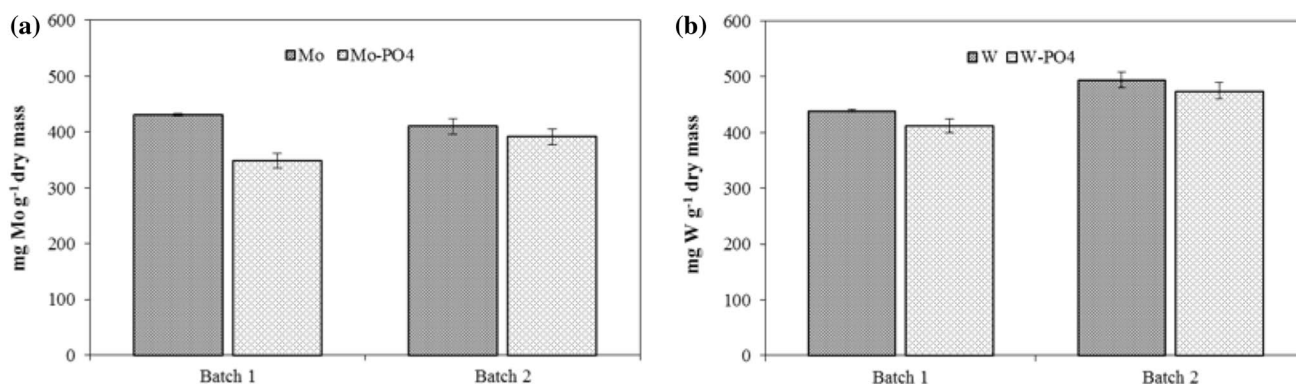 (a)
600
500
400
300
200
100
0
mg Mo g⁻¹ dry mass
Mo Mo-PO4
Batch 1 Batch 2
(b)
600
500
400
300
200
100
0
mg W g⁻¹ dry mass
W W-PO4
Batch 1 Batch 2